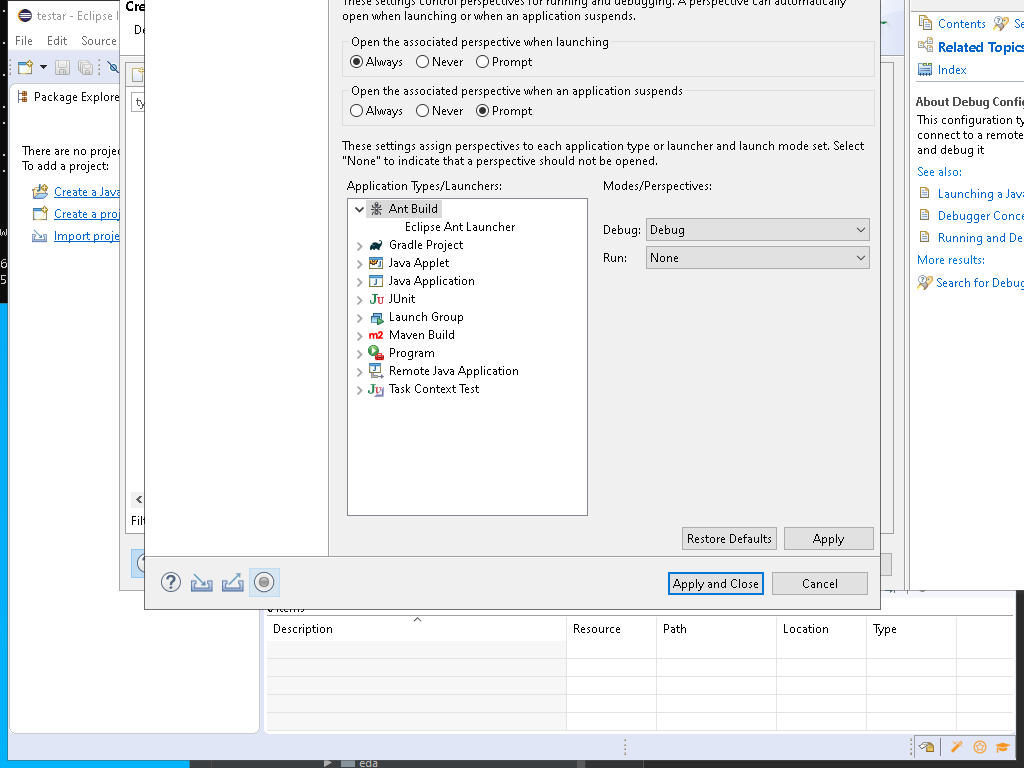 testar - Eclipse
File Edit Source
Package Explore
There are no projec
To add a project:
Create a Java
Create a proj
Import proje
Cre
These settings control perspectives for running and debugging. A perspective can automatically
open when launching or when an application suspends.
Open the associated perspective when launching
Always Never Prompt
Open the associated perspective when an application suspends
Always Never Prompt
These settings assign perspectives to each application type or launcher and launch mode set. Select
"None" to indicate that a perspective should not be opened.
Application Types/Launchers:
Modes/Perspectives:
Ant Build
Eclipse Ant Launcher
Gradle Project
Java Applet
Java Application
JUnit
Launch Group
Maven Build
Program
Remote Java Application
Task Context Test
Debug: Debug
Run: None
Restore Defaults Apply
Apply and Close Cancel
Contents Se
Related Topics
Index
About Debug Config
This configuration ty
connect to a remote
and debug it
See also:
Launching a Java
Debugger Conce
Running and De
More results:
Search for Debug
Filt
items
Description Resource Path Location Type
eda